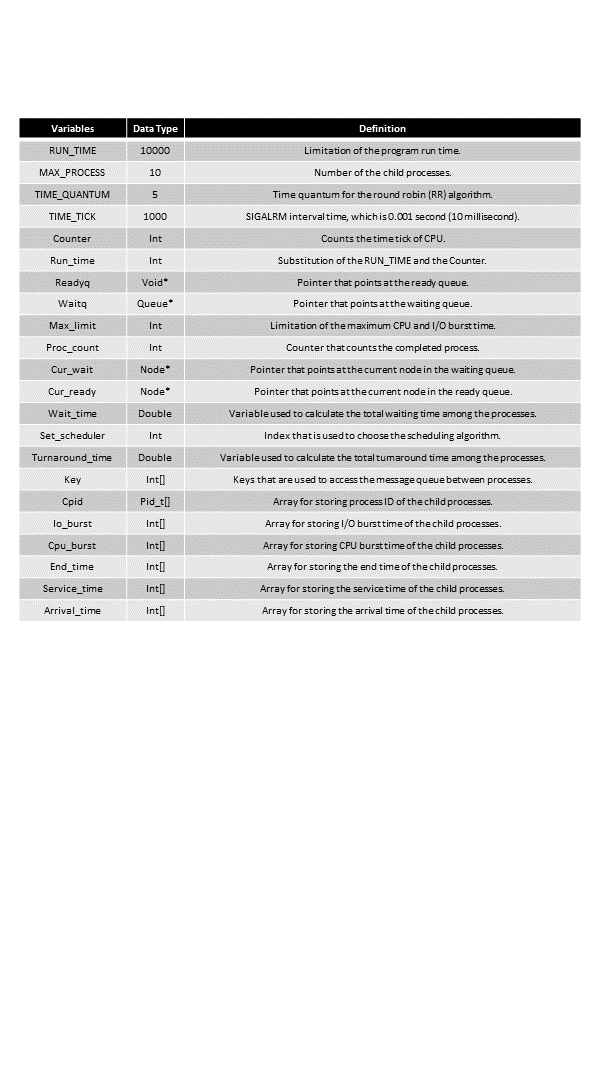 Variables Data Type Definition
RUN_TIME 10000 Limitation of the program run time.
MAX_PROCESS 10 Number of the child processes.
TIME_QUANTUM 5 Time quantum for the round robin (RR) algorithm.
TIME_TICK 1000 SIGALRM interval time, which is 0.001 second (10 millisecond).
Counter Int Counts the time tick of CPU.
Run_time Int Substitution of the RUN_TIME and the Counter.
Readyq Void* Pointer that points at the ready queue.
Waitq Queue* Pointer that points at the waiting queue.
Max_limit Int Limitation of the maximum CPU and I/O burst time.
Proc_count Int Counter that counts the completed process.
Cur_wait Node* Pointer that points at the current node in the waiting queue.
Cur_ready Node* Pointer that points at the current node in the ready queue.
Wait_time Double Variable used to calculate the total waiting time among the processes.
Set_scheduler Int Index that is used to choose the scheduling algorithm.
Turnaround_time Double Variable used to calculate the total turnaround time among the processes.
Key Int[] Keys that are used to access the message queue between processes.
Cpid Pid_t[] Array for storing process ID of the child processes.
Io_burst Int[] Array for storing I/O burst time of the child processes.
Cpu_burst Int[] Array for storing CPU burst time of the child processes.
End_time Int[] Array for storing the end time of the child processes.
Service_time Int[] Array for storing the service time of the child processes.
Arrival_time Int[] Array for storing the arrival time of the child processes.